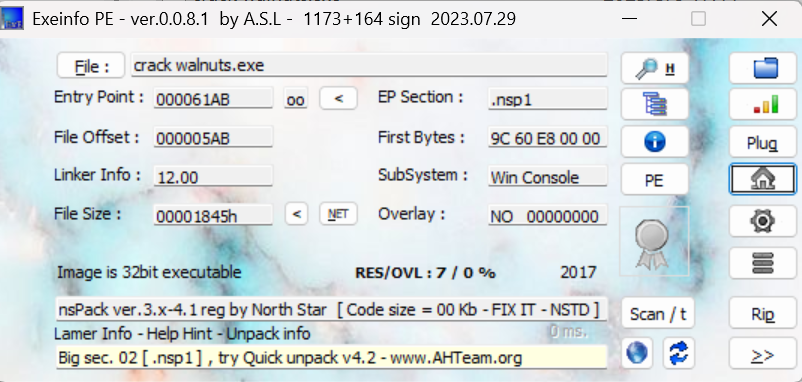 Exeinfo PE - ver.0.0.8.1 by A.S.L - 1173+164 sign 2023.07.29
File : crack walnuts.exe H
Entry Point : 000061AB oo < EP Section : .nsp1
File Offset : 000005AB First Bytes : 9C 60 E8 00 00 Plug
Linker Info : 12.00 SubSystem : Win Console PE
File Size : 00001845h < NET Overlay : NO 00000000
Image is 32bit executable RES/OVL : 7 / 0 % 2017
nsPack ver.3.x-4.1 reg by North Star [ Code size = 00 Kb - FIX IT - NSTD ] Scan / t Rip
Lamer Info - Help Hint - Unpack info 0 ms.
Big sec. 02 [ .nsp1 ] , try Quick unpack v4.2 - www.AHTeam.org >>